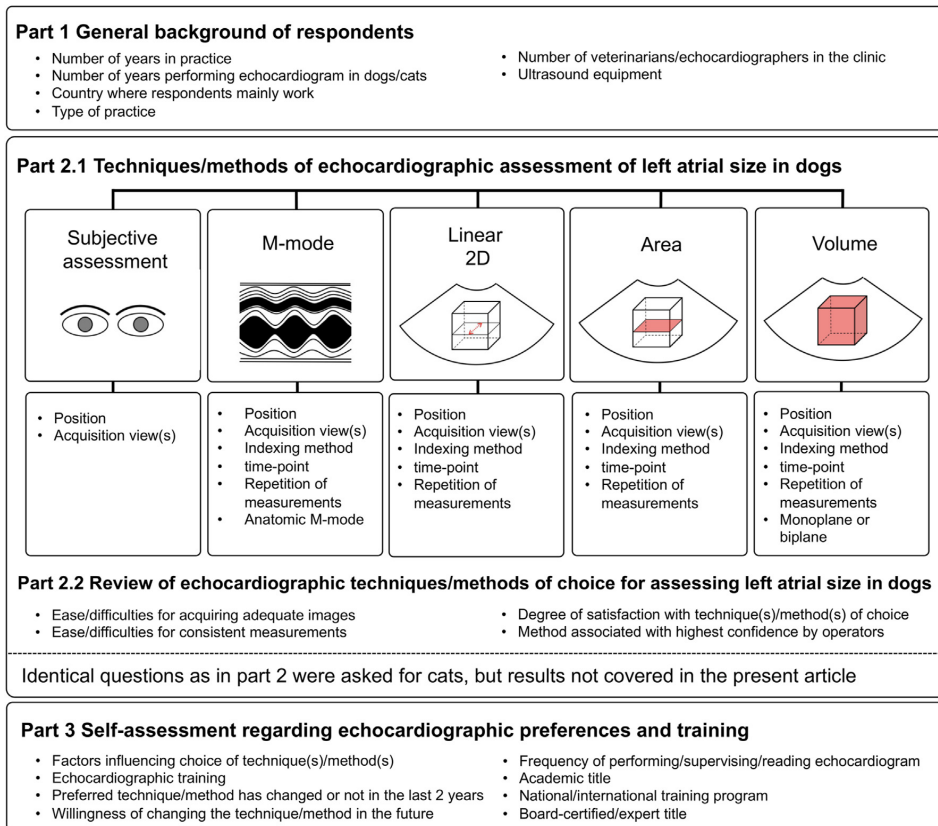 Part 1 General background of respondents
• Number of years in practice
• Number of years performing echocardiogram in dogs/cats
• Country where respondents mainly work
• Type of practice
• Number of veterinarians/echocardiographers in the clinic
• Ultrasound equipment
Part 2.1 Techniques/methods of echocardiographic assessment of left atrial size in dogs
Subjective
assessment
M-mode
Linear
2D
Area
Volume
• Position
• Acquisition view(s)
• Position
• Acquisition view(s)
• Indexing method
• time-point
• Repetition of
measurements
• Anatomic M-mode
• Position
• Acquisition view(s)
• Indexing method
• time-point
• Repetition of
measurements
• Position
• Acquisition view(s)
• Indexing method
• time-point
• Repetition of
measurements
• Position
• Acquisition view(s)
• Indexing method
• time-point
• Repetition of
measurements
• Monoplane or
biplane
Part 2.2 Review of echocardiographic techniques/methods of choice for assessing left atrial size in dogs
• Ease/difficulties for acquiring adequate images
• Ease/difficulties for consistent measurements
• Degree of satisfaction with technique(s)/method(s) of choice
• Method associated with highest confidence by operators
Identical questions as in part 2 were asked for cats, but results not covered in the present article
Part 3 Self-assessment regarding echocardiographic preferences and training
• Factors influencing choice of technique(s)/method(s)
• Echocardiographic training
• Preferred technique/method has changed or not in the last 2 years
• Willingness of changing the technique/method in the future
• Frequency of performing/supervising/reading echocardiogram
• Academic title
• National/international training program
• Board-certified/expert title